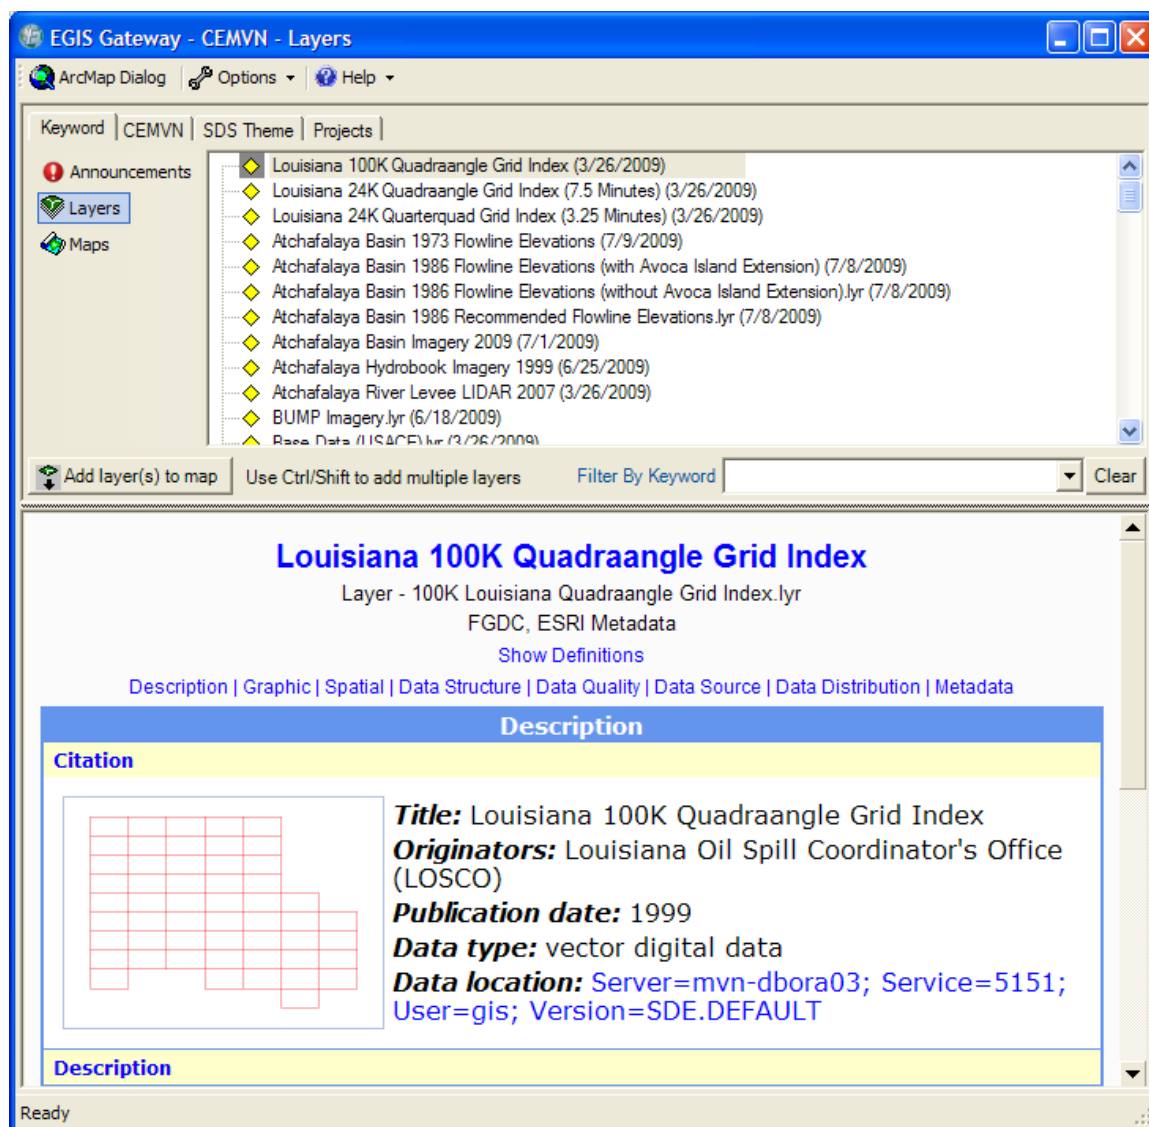 EGIS Gateway - CEMVN - Layers
ArcMap Dialog Options Help
Keyword CEMVN SDS Theme Projects
Announcements
Layers
Maps
Louisiana 100K Quadraangle Grid Index (3/26/2009)
Louisiana 24K Quadraangle Grid Index (7.5 Minutes) (3/26/2009)
Louisiana 24K Quarterquad Grid Index (3.25 Minutes) (3/26/2009)
Atchafalaya Basin 1973 Flowline Elevations (7/9/2009)
Atchafalaya Basin 1986 Flowline Elevations (with Avoca Island Extension) (7/8/2009)
Atchafalaya Basin 1986 Flowline Elevations (without Avoca Island Extension).lyr (7/8/2009)
Atchafalaya Basin 1986 Recommended Flowline Elevations.lyr (7/8/2009)
Atchafalaya Basin Imagery 2009 (7/1/2009)
Atchafalaya Hydrobook Imagery 1999 (6/25/2009)
Atchafalaya River Levee LIDAR 2007 (3/26/2009)
BUMP Imagery.lyr (6/18/2009)
Base Data (USACE).lyr (3/26/2009)
Add layer(s) to map Use Ctrl/Shift to add multiple layers Filter By Keyword Clear
Louisiana 100K Quadraangle Grid Index
Layer - 100K Louisiana Quadraangle Grid Index.lyr
FGDC, ESRI Metadata
Show Definitions
Description | Graphic | Spatial | Data Structure | Data Quality | Data Source | Data Distribution | Metadata
Description
Citation
Title: Louisiana 100K Quadraangle Grid Index
Originators: Louisiana Oil Spill Coordinator's Office
(LOSCO)
Publication date: 1999
Data type: vector digital data
Data location: Server=mvn-dbora03; Service=5151;
User=gis; Version=SDE.DEFAULT
Description
Ready